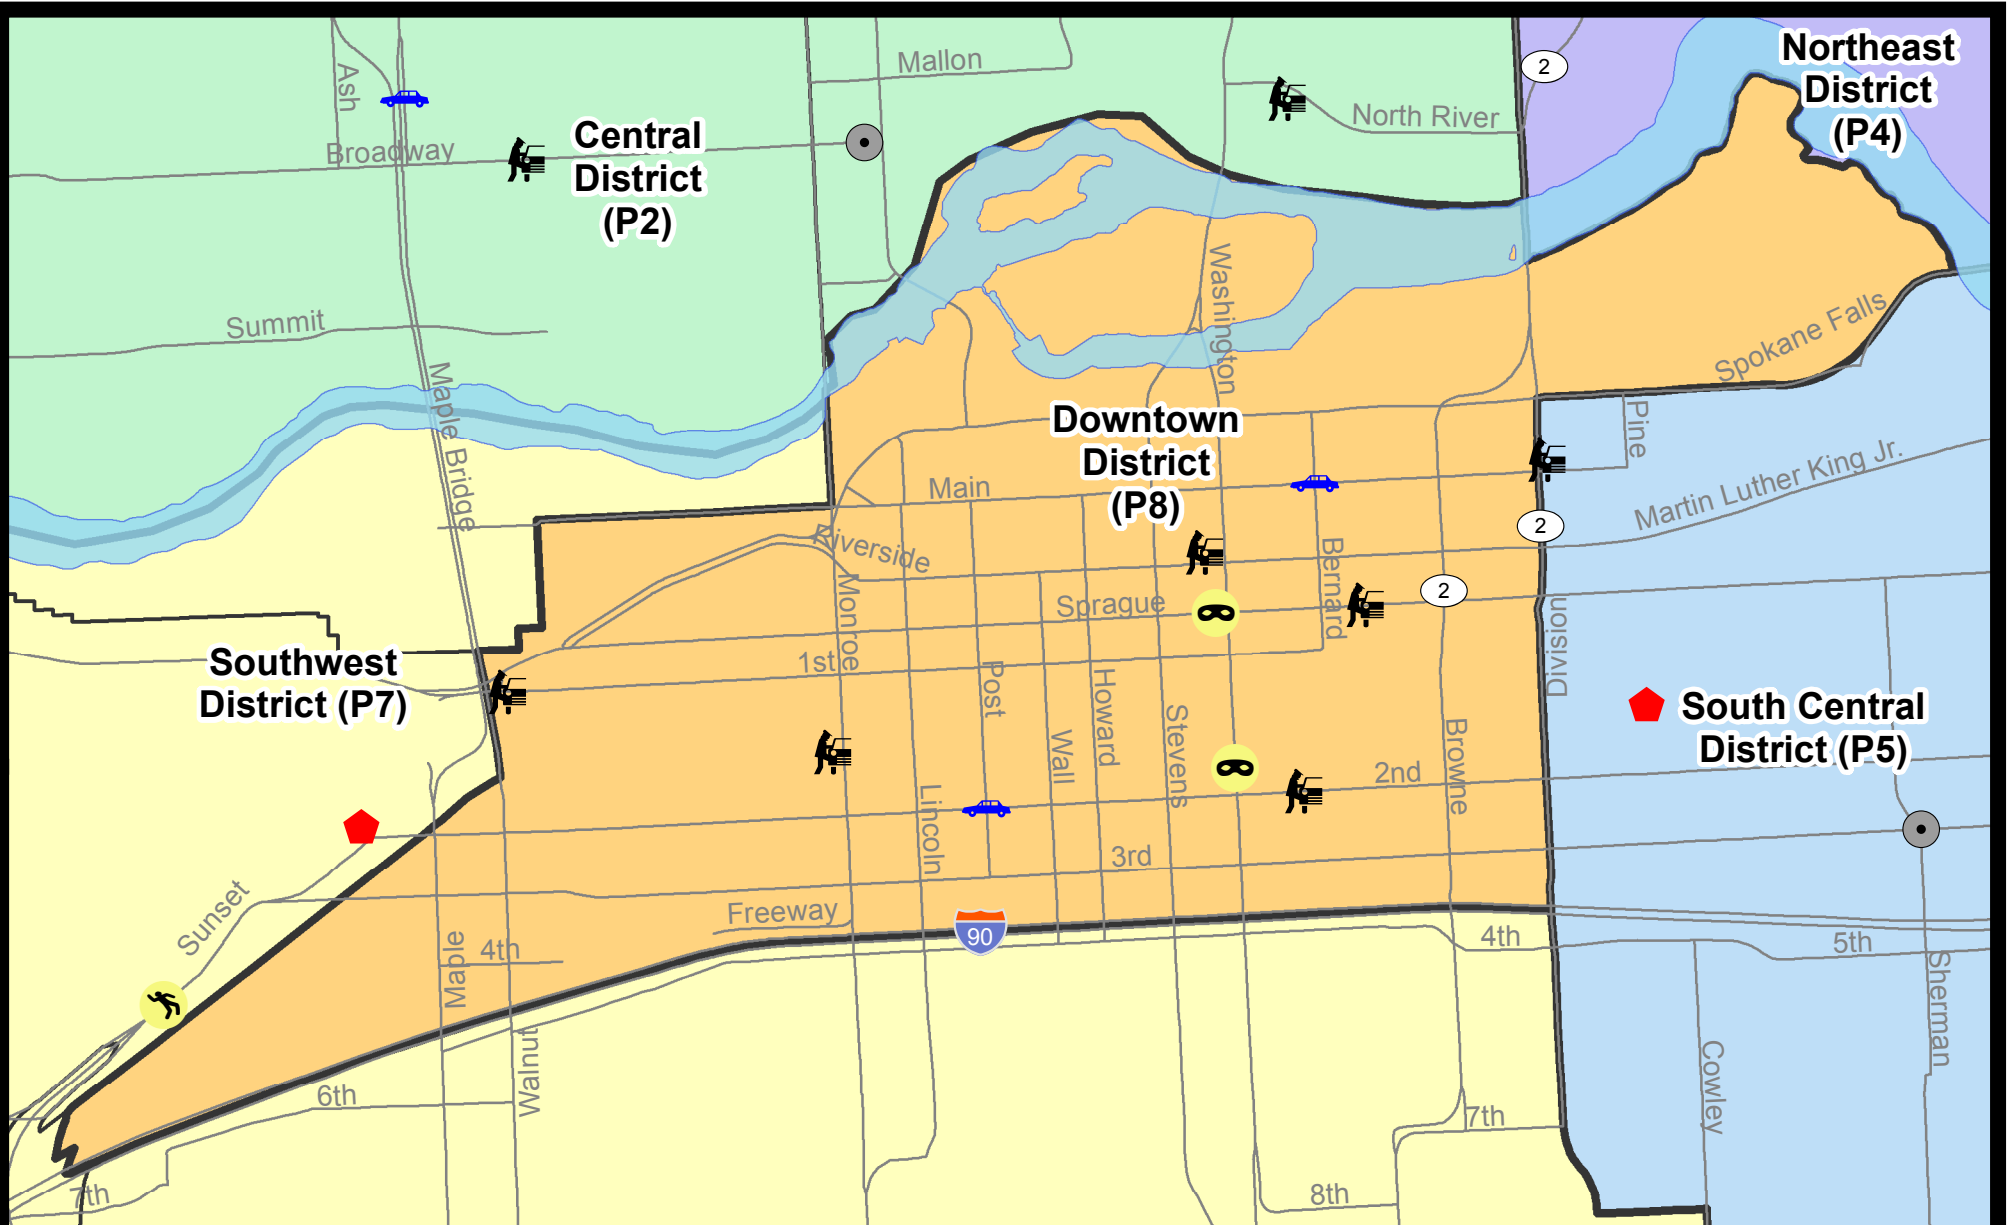 Mallon
2
Northeast
District
(P4)
Ash
North River
Central
District
(P2)
Broadway
Washington
Summit
Spokane Falls
Maple Bridge
Downtown
District
(P8)
Pine
Main
Martin Luther King Jr.
2
Riverside
Bernard
2
Monroe
Sprague
Division
Southwest
District (P7)
1st
Post
Howard
Stevens
Wall
Browne
South Central
District (P5)
2nd
Lincoln
3rd
Sunset
Freeway
90
Maple
4th
4th
5th
Sherman
Walnut
Cowley
6th
7th
7th
8th